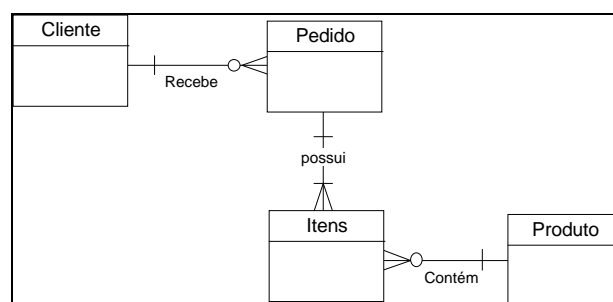 Cliente
Pedido
Recebe
possui
Itens
Produto
Contém